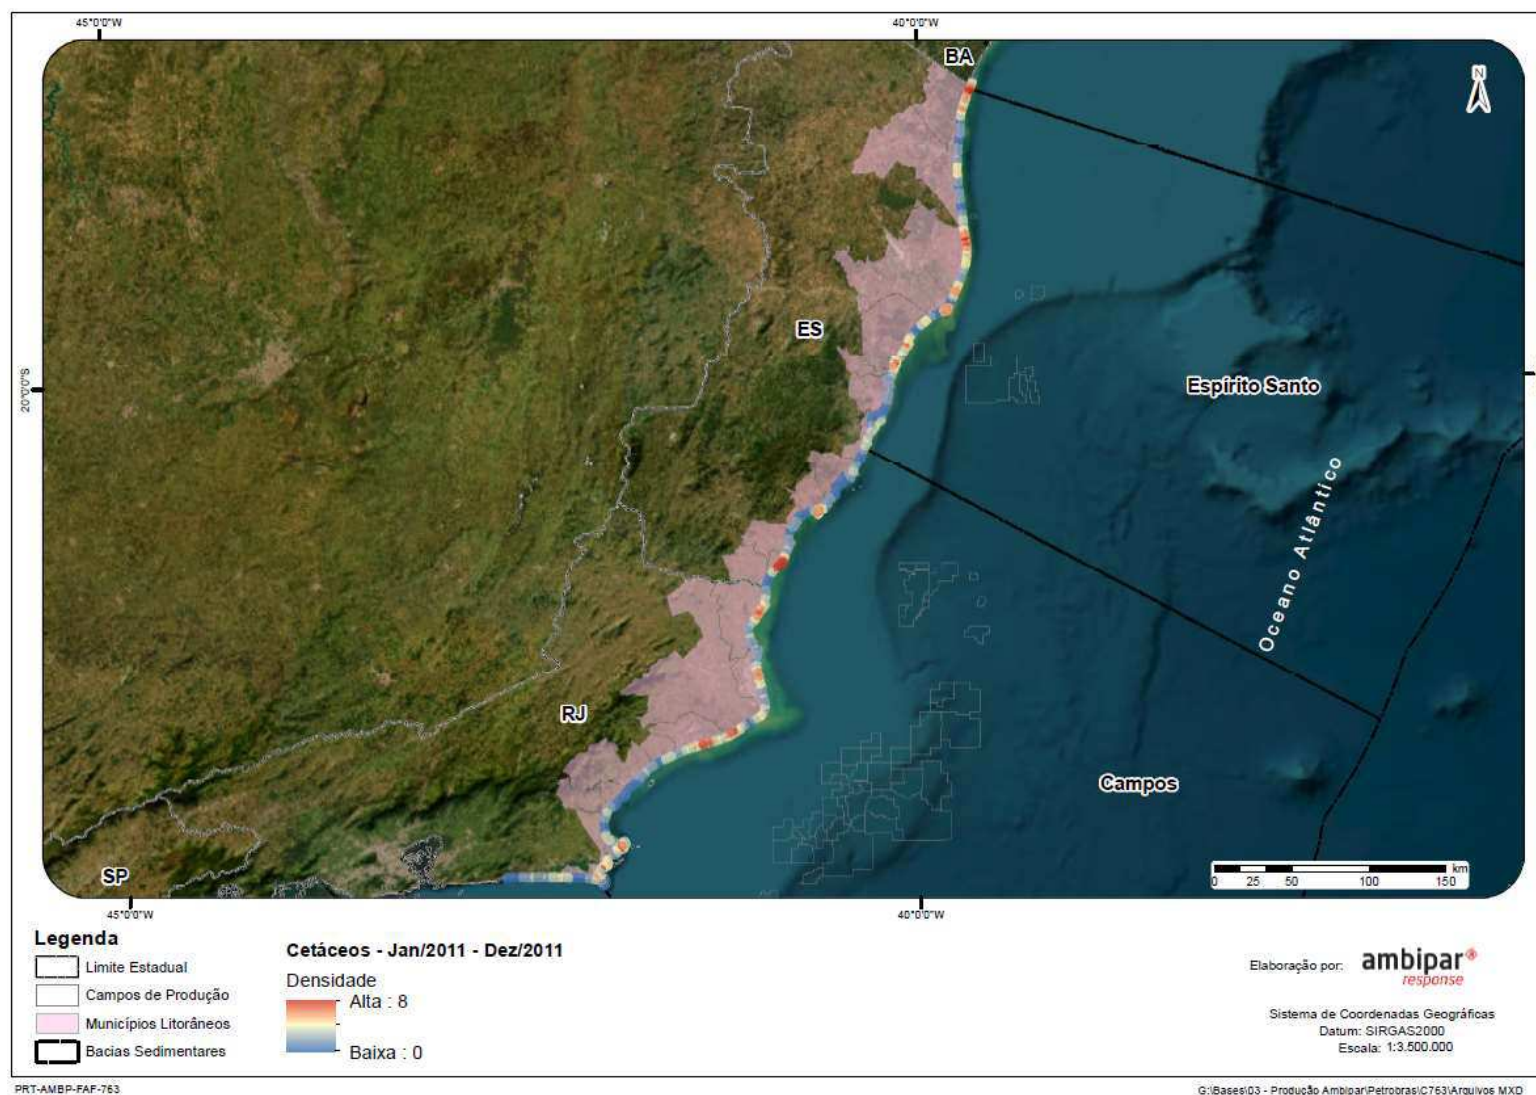 45°0'0"W
40°0'0"W
BA
N
ES
20°0'0"S
Espírito Santo
Oceano Atlântico
RJ
Campos
SP
km
0 25 50 100 150
45°0'0"W
40°0'0"W
Legenda
Limite Estadual
Campos de Produção
Municípios Litorâneos
Bacias Sedimentares
Cetáceos - Jan/2011 - Dez/2011
Densidade
Alta : 8
Baixa : 0
Elaboração por:
ambipar®
response
Sistema de Coordenadas Geográficas
Datum: SIRGAS2000
Escala: 1:3.500.000
PRT-AMBP-FAF-763
G:\Bases\03 - Produção Ambipar\Petrobras\C763\Arquivos MXD